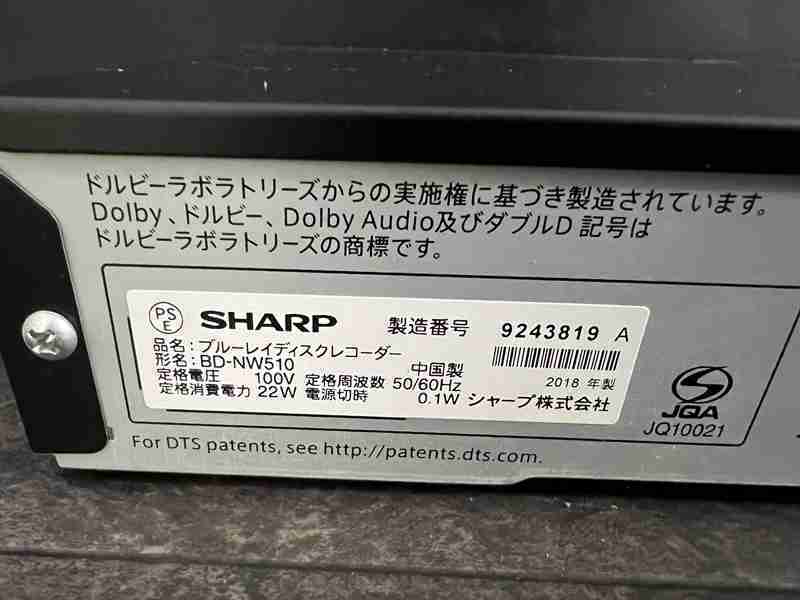 ドルビーラボラトリーズからの実施権に基づき製造されています。
Dolby、ドルビー、Dolby Audio及びダブルD 記号は
ドルビーラボラトリーズの商標です。
PS
E
SHARP 製造番号 9243819 A
品名：ブルーレイディスクレコーダー
形名：BD-NW510 中国製
2018 年製
定格電圧 100V 定格周波数 50/60Hz
定格消費電力 22W 電源切時 0.1W シャープ株式会社
JQA
JQ10021
For DTS patents, see http://patents.dts.com.